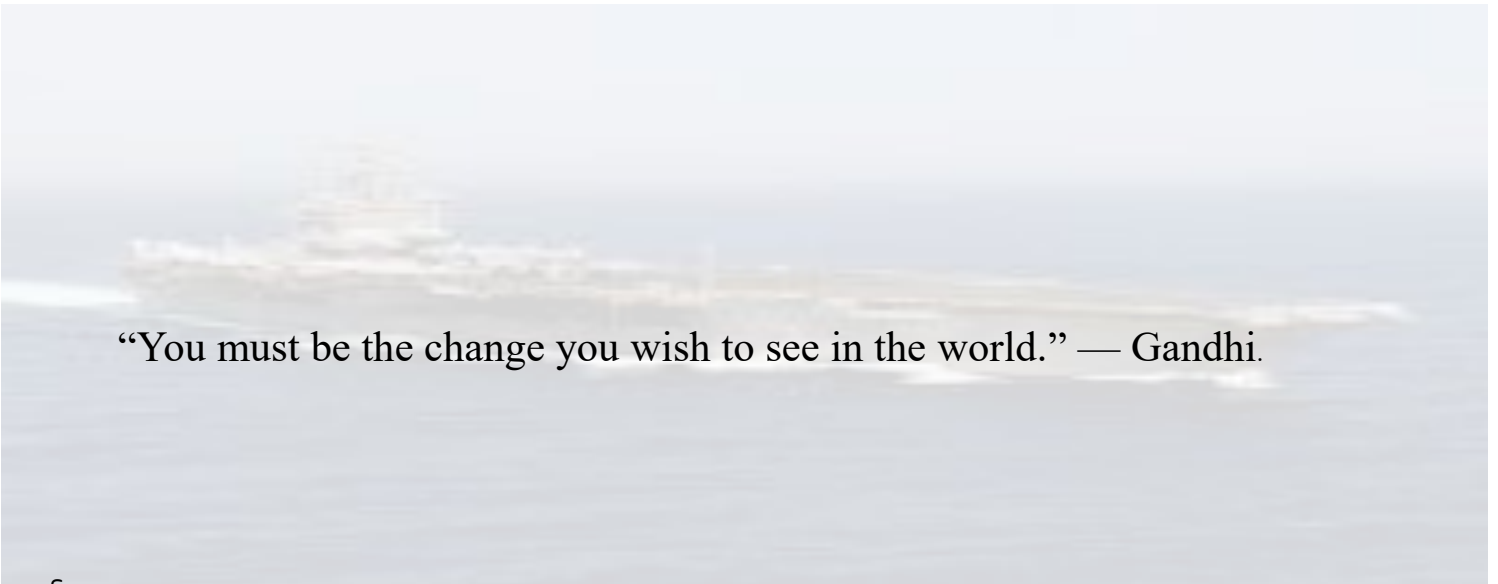 “You must be the change you wish to see in the world.” — Gandhi.